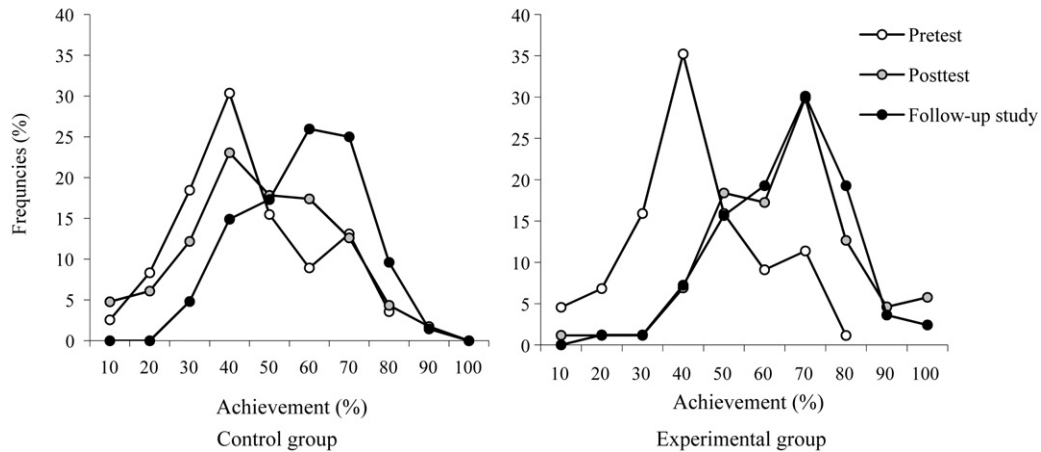 40
35
30
25
20
15
10
5
0
Frequncies (%)
10 20 30 40 50 60 70 80 90 100
Achievement (%)
Control group
40
35
30
25
20
15
10
5
0
10 20 30 40 50 60 70 80 90 100
Achievement (%)
Experimental group
Pretest
Posttest
Follow-up study